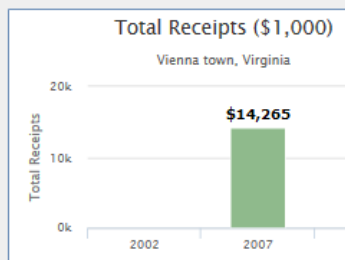 Total Receipts ($1,000)
Vienna town, Virginia
Total Receipts
20k
$14,265
10k
0k
2002
2007